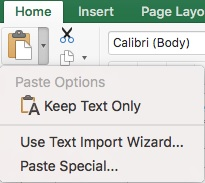 Home Insert Page Layo
Calibri (Body)
Paste Options
Keep Text Only
Use Text Import Wizard...
Paste Special...